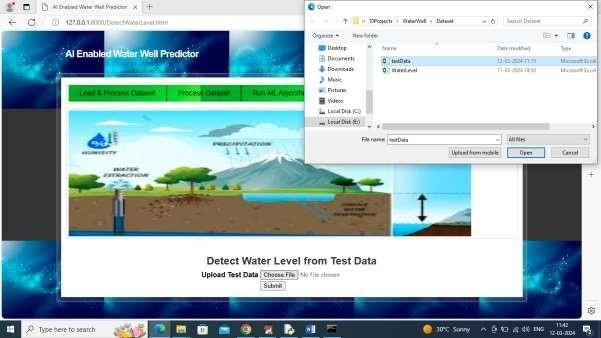 AI Enabled Water Well Predictor
127.0.0.1:8000/DetectWaterLevel.html
AI Enabled Water Well Predictor
Load & Process Dataset
Process Dataset
Run ML Algorithm
HUMIDITY
PRECIPITATION
WATER
EXTRACTION
Detect Water Level from Test Data
Upload Test Data Choose File No file chosen
Submit
Open
10Projects > WaterWell > Dataset
Search Dataset
Organize
New folder
Desktop
Documents
Downloads
Music
Pictures
Videos
Local Disk (C:)
Local Disk (E:)
Name Date modified Type
testData 12-03-2024 11:15 Microsoft Excel
WaterLevel 11-03-2024 18:50 Microsoft Excel
File name: testData All files
Upload from mobile Open Cancel
Type here to search
30°C Sunny
ENG
11:42
12-03-2024